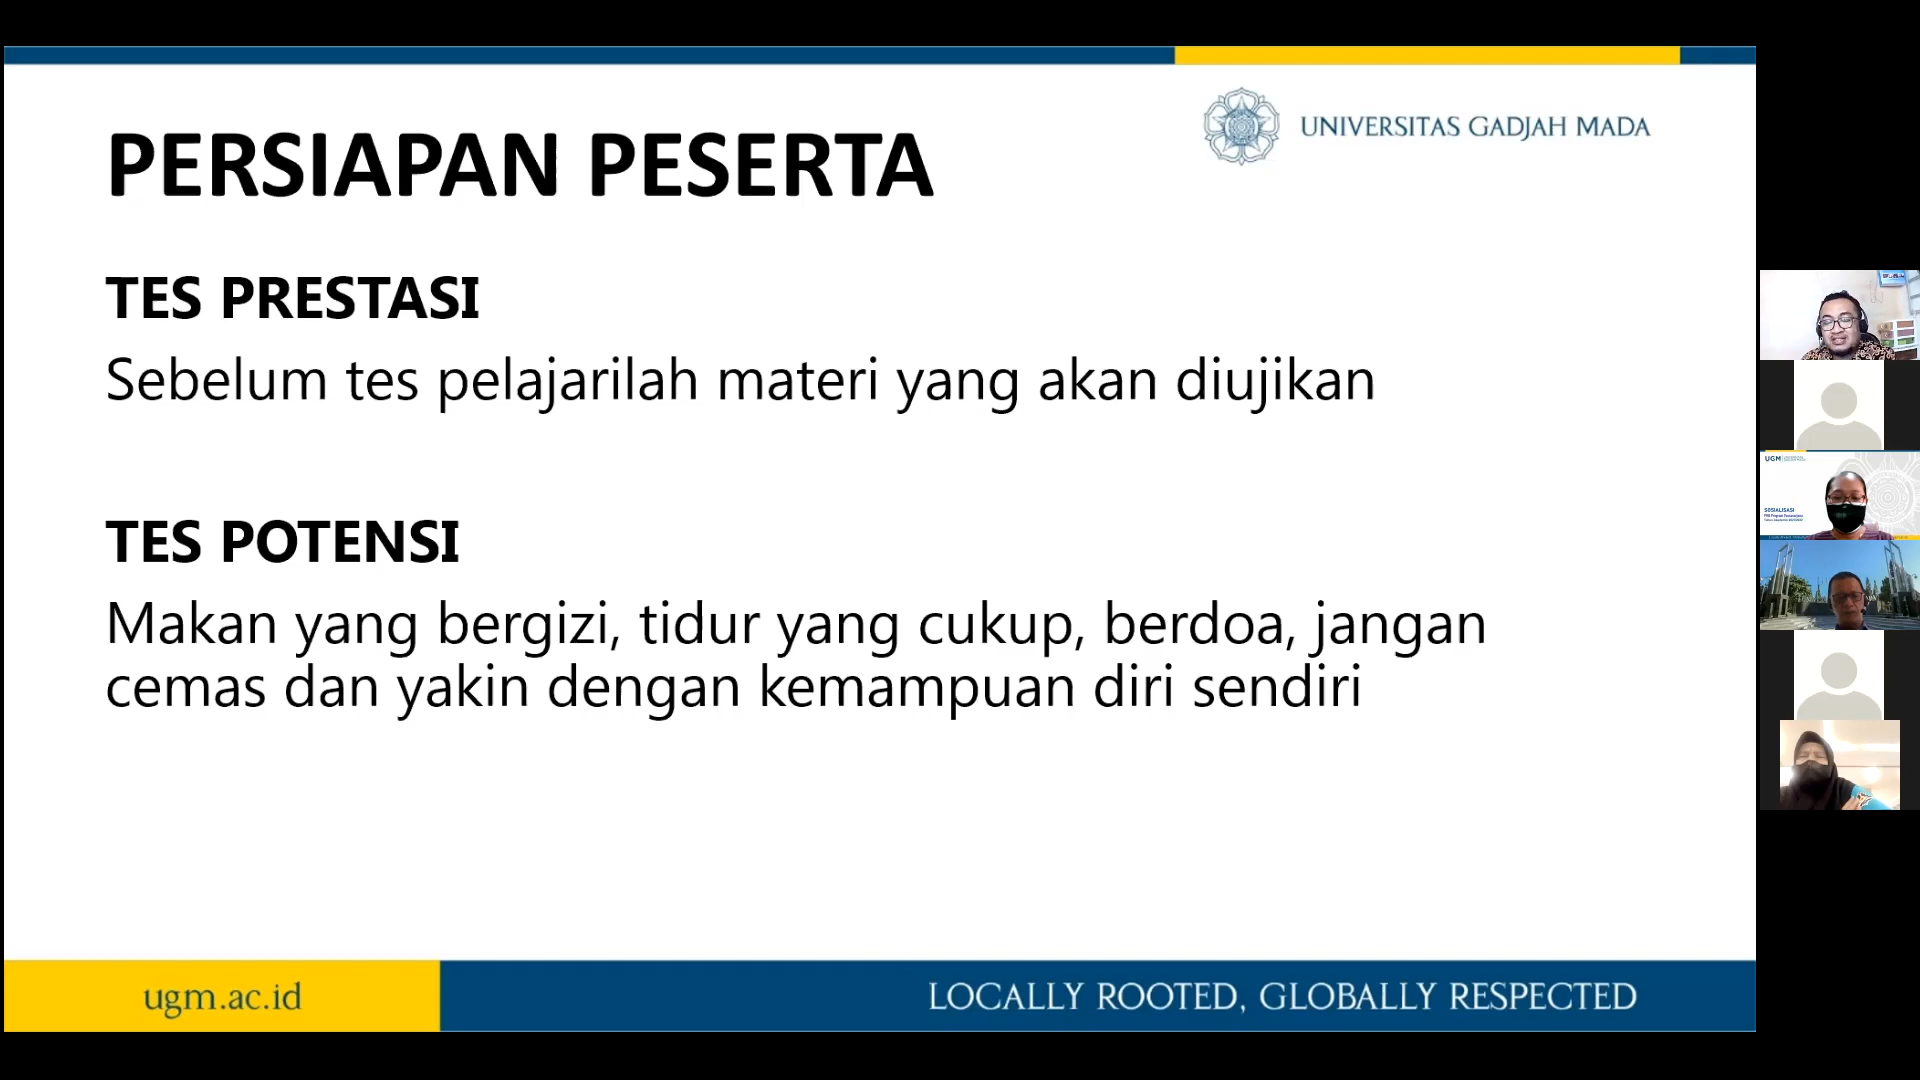 UNIVERSITAS GADJAH MADA
PERSIAPAN PESERTA
TES PRESTASI
Sebelum tes pelajarilah materi yang akan diujikan
TES POTENSI
Makan yang bergizi, tidur yang cukup, berdoa, jangan
cemas dan yakin dengan kemampuan diri sendiri
ugm.ac.id
LOCALLY ROOTED, GLOBALLY RESPECTED
UGM
SOSIALISASI